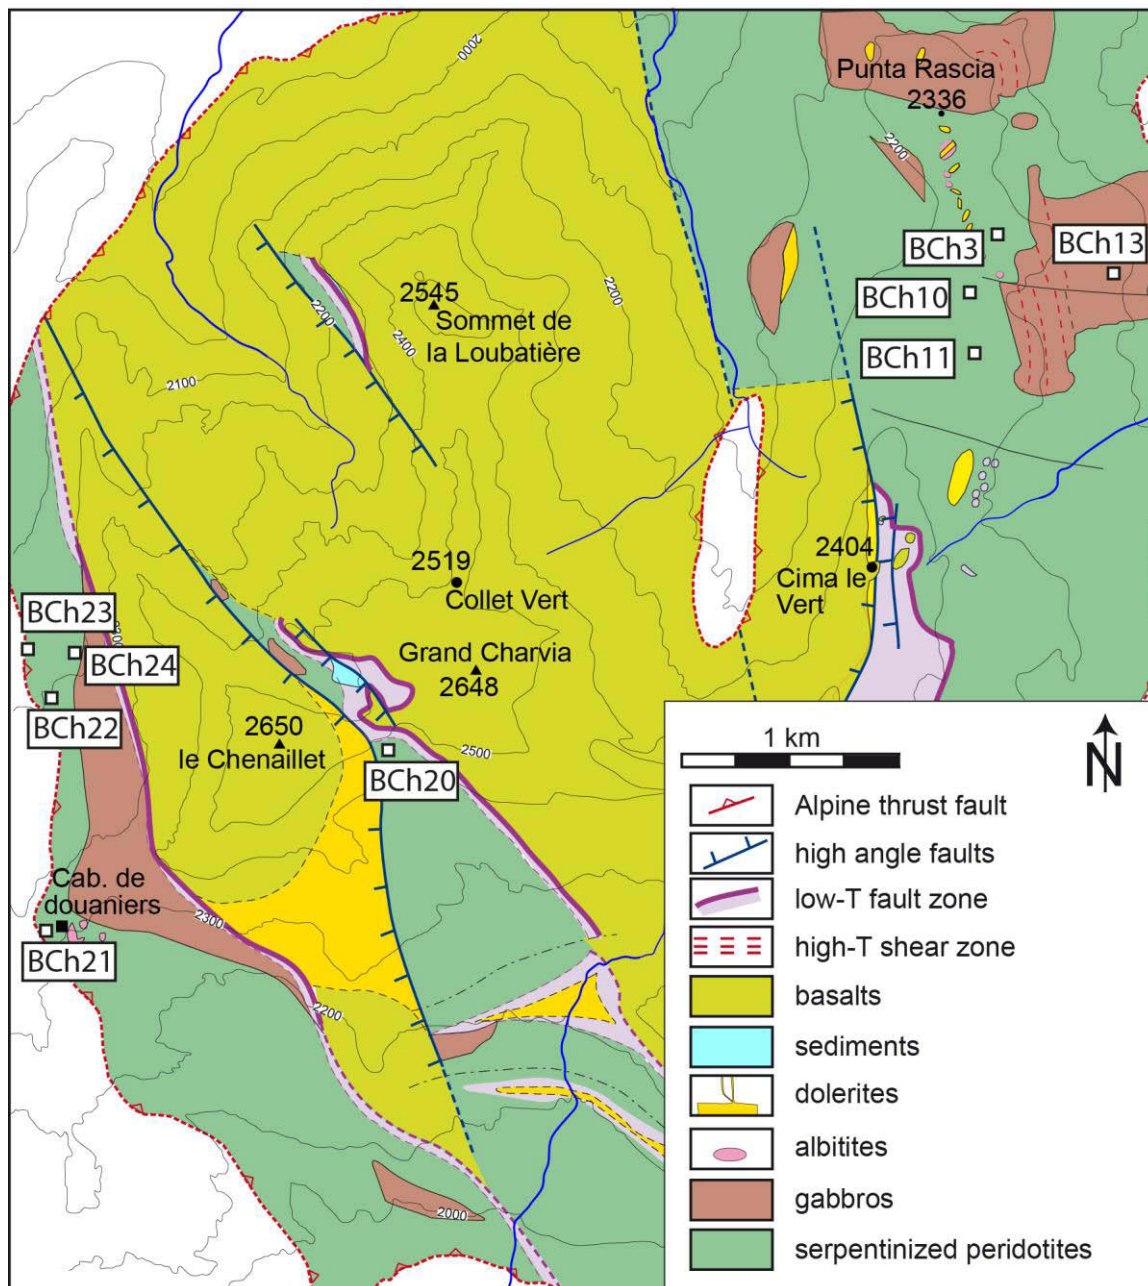 2000
Punta Rascia
2336
2200
BCh3
BCh13
BCh10
BCh11
2545
Sommet de
la Loubatière
2200
2400
2200
2100
2519
Collet Vert
2404
Cima le
Vert
BCh23
BCh24
BCh22
Grand Charvia
2648
2650
le Chenaillet
2500
BCh20
Cab. de
douaniers
2300
BCh21
2200
2000
1 km
N
Alpine thrust fault
high angle faults
low-T fault zone
high-T shear zone
basalts
sediments
dolerites
albitites
gabbros
serpentinized peridotites